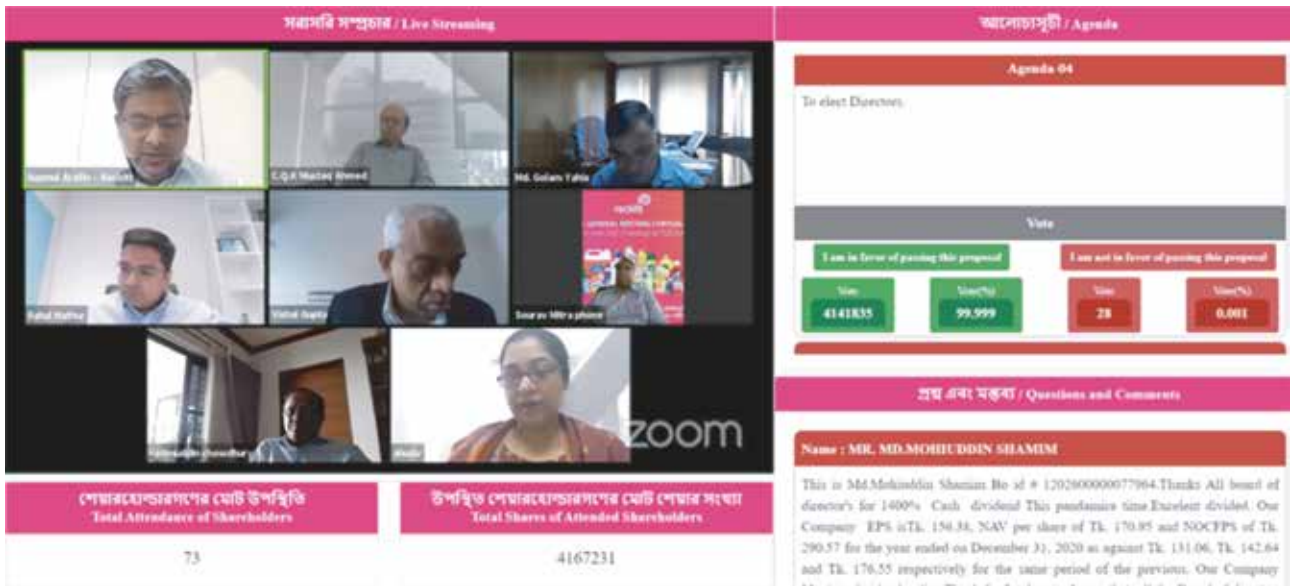 সরাসরি সম্প্রচার / Live Streaming
C.Q.K Mustaq Ahmed
Md. Golam Yahia
Rahul Mathur
Vishal Gupta
Sourav Mitra phone
zoom
শেয়ারহোল্ডারগণের মোট উপস্থিতি
Total Attendance of Shareholders
73
উপস্থিত শেয়ারহোল্ডারগণের মোট শেয়ার সংখ্যা
Total Shares of Attended Shareholders
4167231
আলোচ্যসূচী / Agenda
Agenda 04
To elect Directors.
Vote
I am in favor of passing this proposal
I am not in favor of passing this proposal
Vote
Vote(%)
Vote
Vote(%)
4141835
99.999
28
0.001
প্রশ্ন এবং মন্তব্য / Questions and Comments
Name : MR. MD.MOHIUDDIN SHAMIM
This is Md.Mohiuddin Shamim Bo id # 1202600000077964.Thanks All board of
director's for 1400% Cash dividend This pandamice time.Excelent divided. Our
Company EPS isTk. 156.38, NAV per share of Tk. 170.95 and NOCFPS of Tk.
290.57 for the year ended on December 31, 2020 as against Tk. 131.06, Tk. 142.64
and Tk. 176.55 respectively for the same period of the previous. Our Company